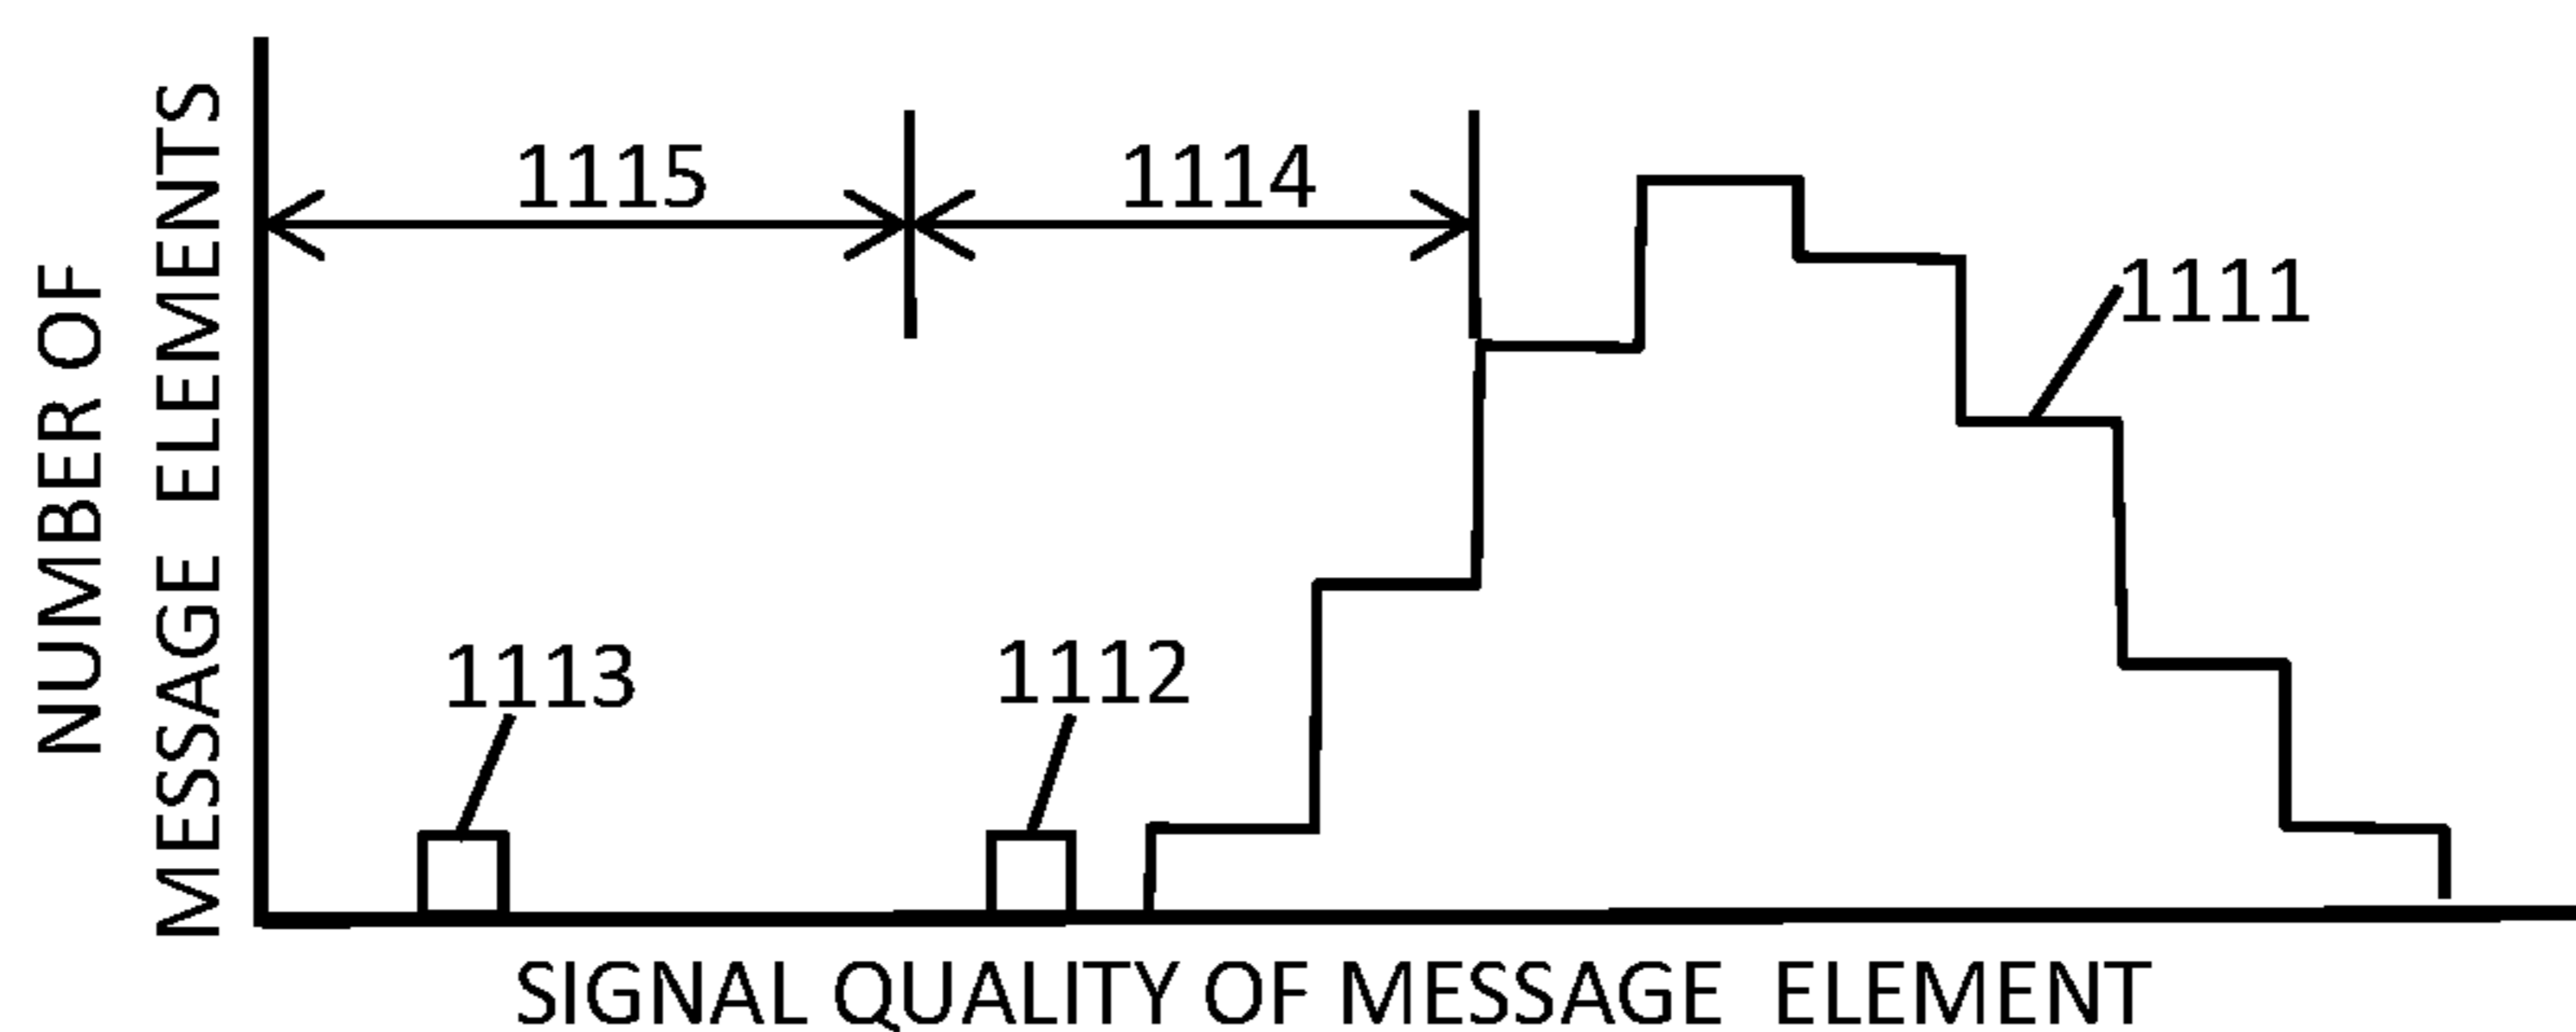 NUMBER OF
MESSAGE ELEMENTS
1115
1114
1111
1113
1112
SIGNAL QUALITY OF MESSAGE ELEMENT